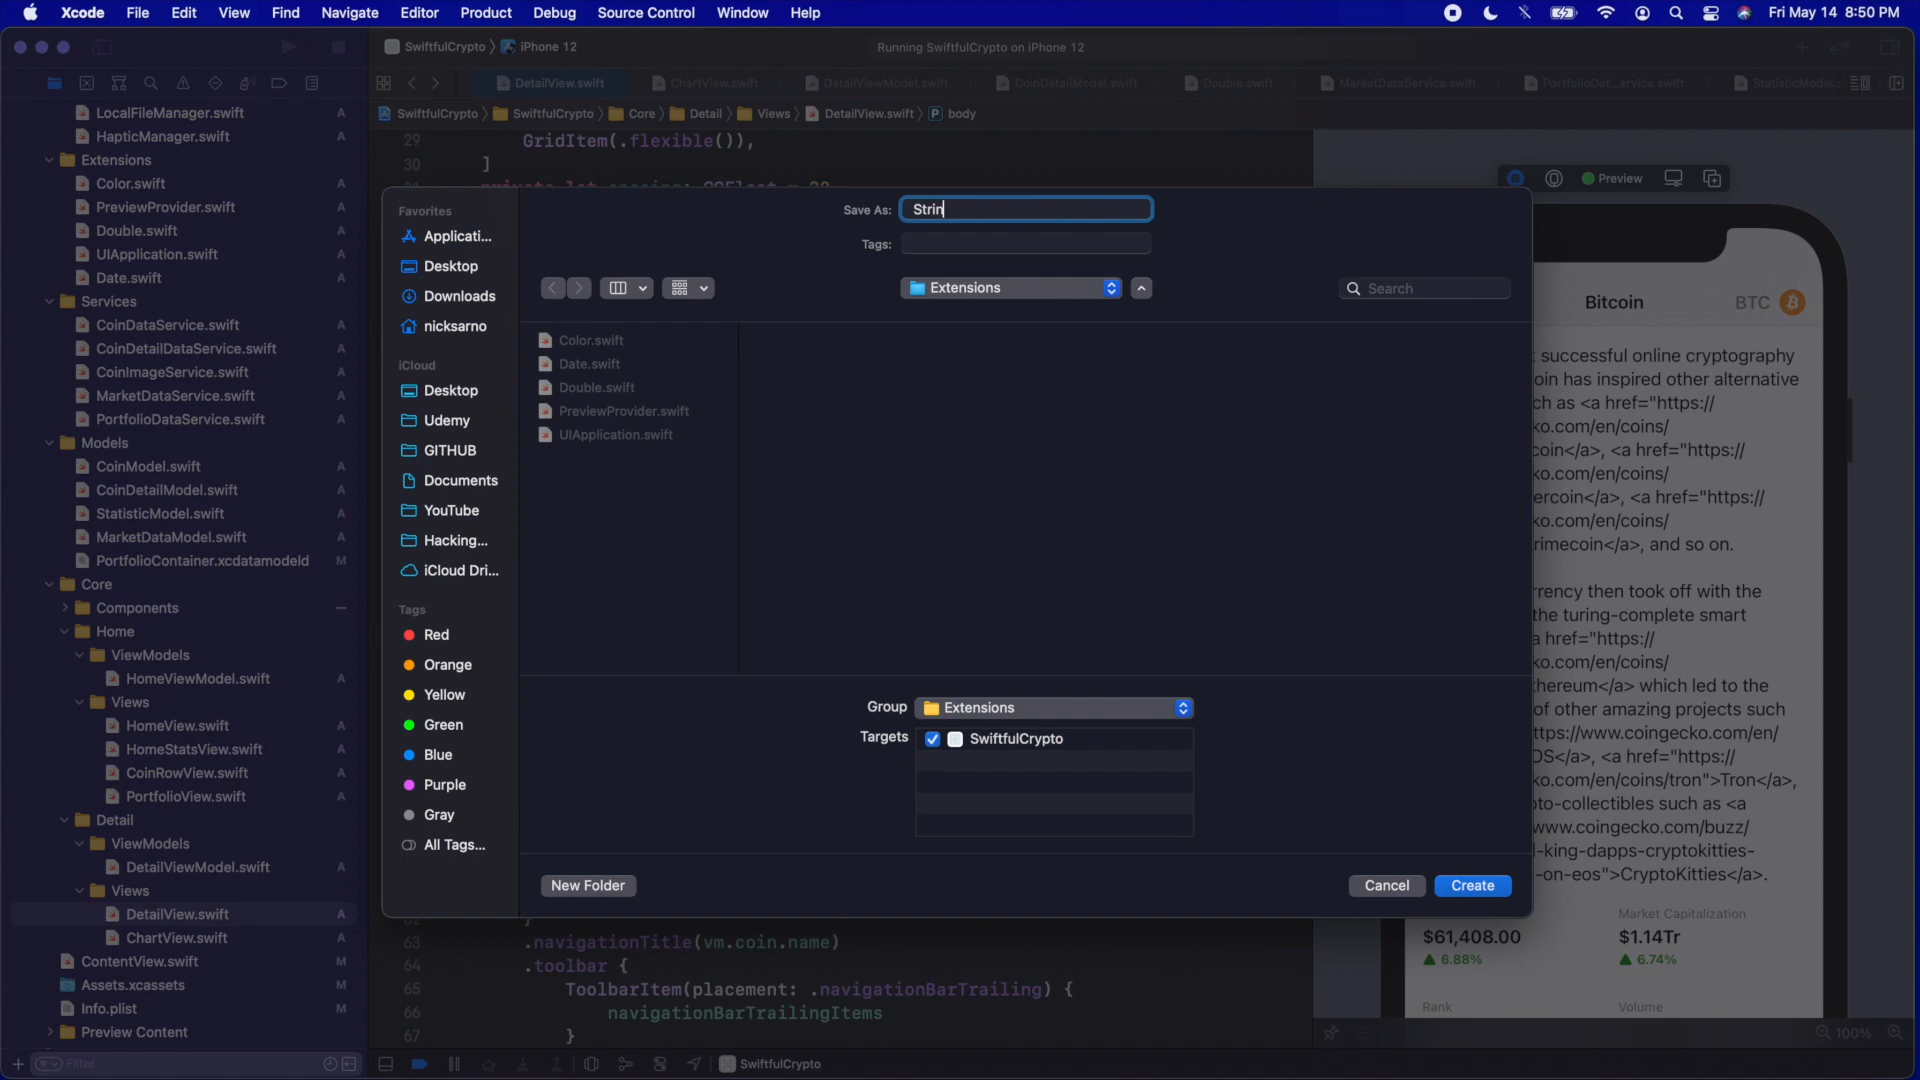 Xcode File Edit View Find Navigate Editor Product Debug Source Control Window Help Fri May 14 8:50 PM
SwiftfulCrypto iPhone 12 Running SwiftfulCrypto on iPhone 12
DetailView.swift ChartView.swift DetailViewModel.swift CoinDetailModel.swift Double.swift MarketDataService.swift PortfolioDat...ervice.swift StatisticModel.s
SwiftfulCrypto SwiftfulCrypto Core Detail Views DetailView.swift P body
LocalFileManager.swift A
HapticManager.swift A
Extensions
Color.swift A
PreviewProvider.swift A
Double.swift A
UIApplication.swift A
Date.swift A
Services
CoinDataService.swift A
CoinDetailDataService.swift A
CoinImageService.swift A
MarketDataService.swift A
PortfolioDataService.swift A
Models
CoinModel.swift A
CoinDetailModel.swift A
StatisticModel.swift A
MarketDataModel.swift A
PortfolioContainer.xcdatamodeld M
Core
Components
Home
ViewModels
HomeViewModel.swift A
Views
HomeView.swift A
HomeStatsView.swift A
CoinRowView.swift A
PortfolioView.swift A
Detail
ViewModels
DetailViewModel.swift A
Views
DetailView.swift A
ChartView.swift A
ContentView.swift M
Assets.xcassets M
Info.plist M
Preview Content
Filter
29 GridItem(.flexible()),
30 ]
Favorites
Applicati...
Desktop
Downloads
nicksarno
iCloud
Desktop
Udemy
GITHUB
Documents
YouTube
Hacking...
iCloud Dri...
Tags
Red
Orange
Yellow
Green
Blue
Purple
Gray
All Tags...
Save As: Strin
Tags:
Extensions
Search
Color.swift
Date.swift
Double.swift
PreviewProvider.swift
UIApplication.swift
Group Extensions
Targets SwiftfulCrypto
New Folder Cancel Create
63 .navigationTitle(vm.coin.name)
64 .toolbar {
65 ToolbarItem(placement: .navigationBarTrailing) {
66 navigationBarTrailingItems
67 }
SwiftfulCrypto
Preview
Bitcoin BTC
successful online cryptography
oin has inspired other alternative
ch as <a href="https://
ko.com/en/coins/
coin</a>, <a href="https://
ko.com/en/coins/
ercoin</a>, <a href="https://
ko.com/en/coins/
rimecoin</a>, and so on.
rrency then took off with the
the turing-complete smart
a href="https://
ko.com/en/coins/
hereum</a> which led to the
of other amazing projects such
ttps://www.coingecko.com/en/
OS</a>, <a href="https://
ko.com/en/coins/tron">Tron</a>,
to-collectibles such as <a
www.coingecko.com/buzz/
l-king-dapps-cryptokitties-
-on-eos">CryptoKitties</a>.
Market Capitalization
$61,408.00 $1.14Tr
6.88% 6.74%
Rank Volume
100%